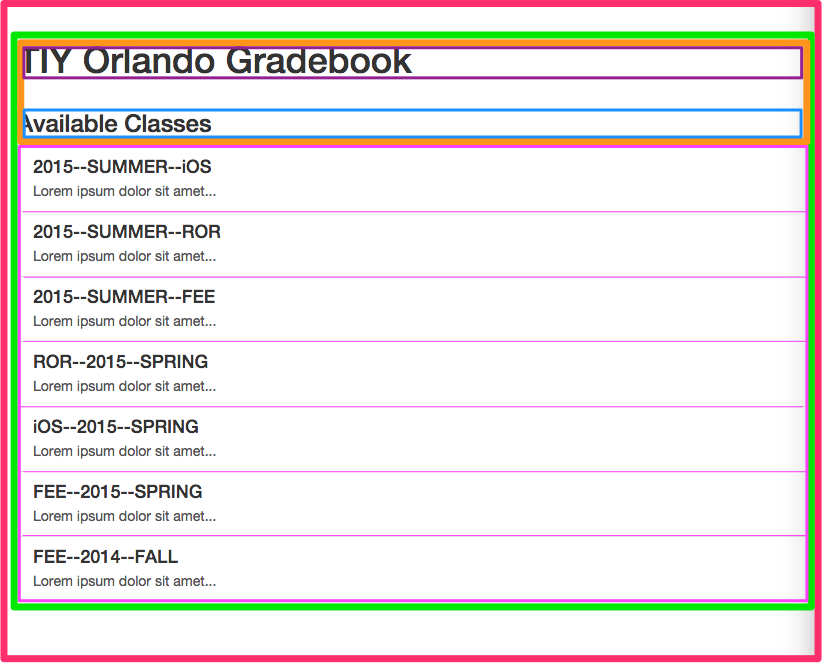 TIY Orlando Gradebook
Available Classes
2015--SUMMER--iOS
Lorem ipsum dolor sit amet...
2015--SUMMER--ROR
Lorem ipsum dolor sit amet...
2015--SUMMER--FEE
Lorem ipsum dolor sit amet...
ROR--2015--SPRING
Lorem ipsum dolor sit amet...
iOS--2015--SPRING
Lorem ipsum dolor sit amet...
FEE--2015--SPRING
Lorem ipsum dolor sit amet...
FEE--2014--FALL
Lorem ipsum dolor sit amet...